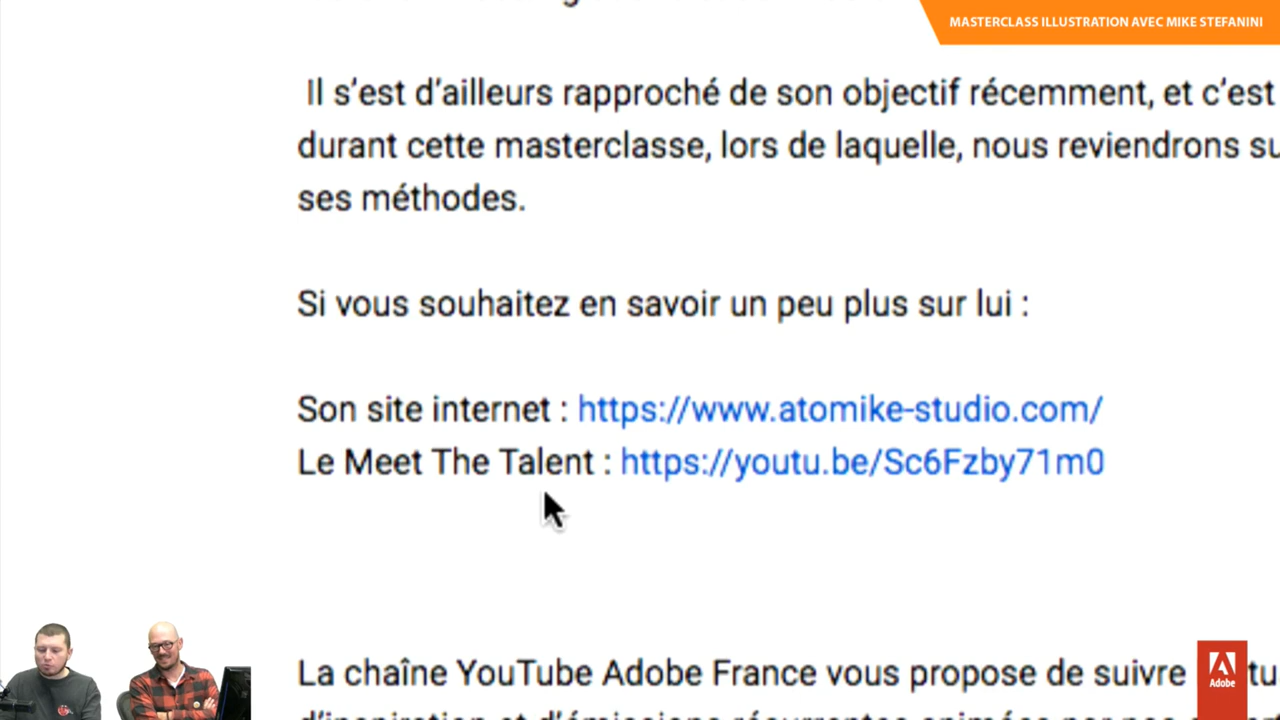 MASTERCLASS ILLUSTRATION AVEC MIKE STEFANINI
Il s'est d'ailleurs rapproché de son objectif récemment, et c'est
durant cette masterclasse, lors de laquelle, nous reviendrons su
ses méthodes.
Si vous souhaitez en savoir un peu plus sur lui :
Son site internet : https://www.atomike-studio.com/
Le Meet The Talent : https://youtu.be/Sc6Fzby71m0
La chaîne YouTube Adobe France vous propose de suivre
Adobe